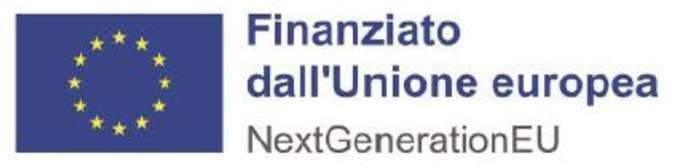 Finanziato
dall'Unione europea
NextGenerationEU